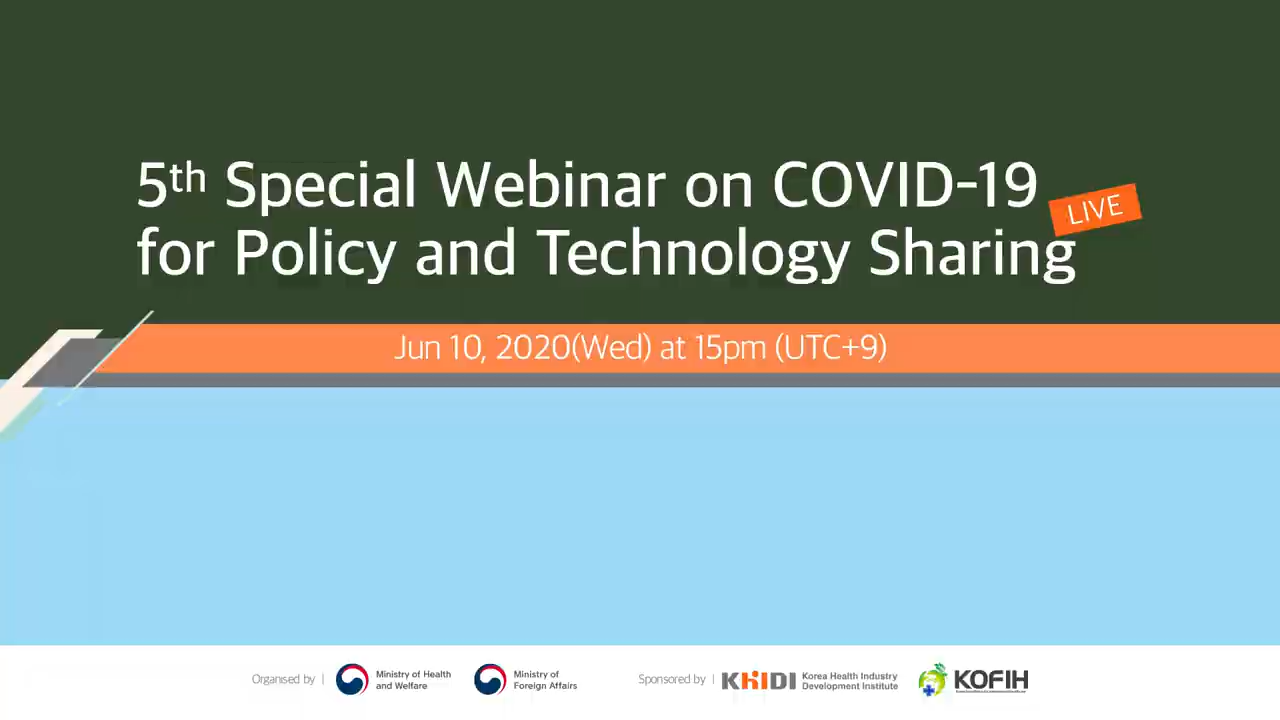 5th Special Webinar on COVID-19
for Policy and Technology Sharing
LIVE
Jun 10, 2020(Wed) at 15pm (UTC+9)
Organised by |
Ministry of Health
and Welfare
Ministry of
Foreign Affairs
Sponsored by |
KHIDI
Korea Health Industry
Development Institute
KOFIH